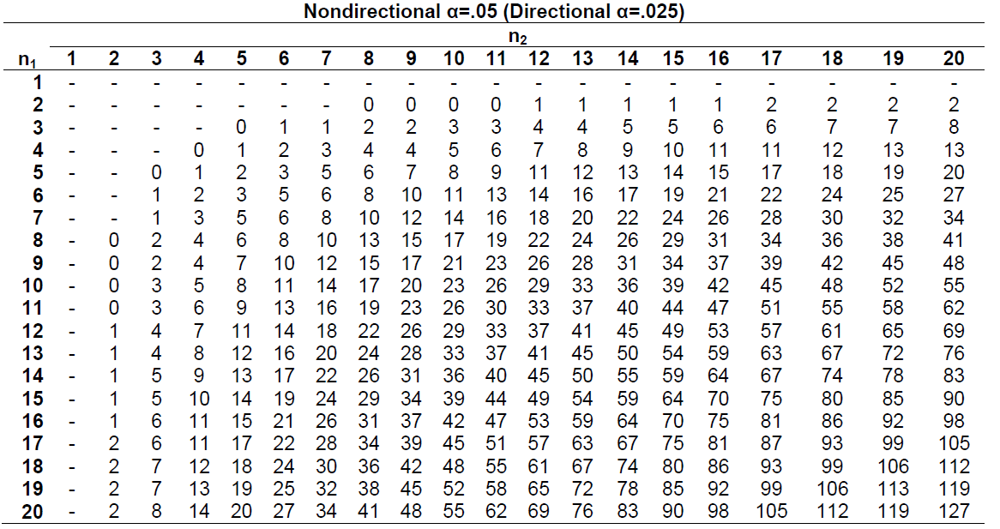 Nondirectional α=.05 (Directional α=.025)
n2
n1 1 2 3 4 5 6 7 8 9 10 11 12 13 14 15 16 17 18 19 20
1 - - - - - - - - - - - - - - - - - - - -
2 - - - - - - - 0 0 0 0 1 1 1 1 1 2 2 2 2
3 - - - - 0 1 1 2 2 3 3 4 4 5 5 6 6 7 7 8
4 - - - 0 1 2 3 4 4 5 6 7 8 9 10 11 11 12 13 13
5 - - 0 1 2 3 5 6 7 8 9 11 12 13 14 15 17 18 19 20
6 - - 1 2 3 5 6 8 10 11 13 14 16 17 19 21 22 24 25 27
7 - - 1 3 5 6 8 10 12 14 16 18 20 22 24 26 28 30 32 34
8 - 0 2 4 6 8 10 13 15 17 19 22 24 26 29 31 34 36 38 41
9 - 0 2 4 7 10 12 15 17 21 23 26 28 31 34 37 39 42 45 48
10 - 0 3 5 8 11 14 17 20 23 26 29 33 36 39 42 45 48 52 55
11 - 0 3 6 9 13 16 19 23 26 30 33 37 40 44 47 51 55 58 62
12 - 1 4 7 11 14 18 22 26 29 33 37 41 45 49 53 57 61 65 69
13 - 1 4 8 12 16 20 24 28 33 37 41 45 50 54 59 63 67 72 76
14 - 1 5 9 13 17 22 26 31 36 40 45 50 55 59 64 67 74 78 83
15 - 1 5 10 14 19 24 29 34 39 44 49 54 59 64 70 75 80 85 90
16 - 1 6 11 15 21 26 31 37 42 47 53 59 64 70 75 81 86 92 98
17 - 2 6 11 17 22 28 34 39 45 51 57 63 67 75 81 87 93 99 105
18 - 2 7 12 18 24 30 36 42 48 55 61 67 74 80 86 93 99 106 112
19 - 2 7 13 19 25 32 38 45 52 58 65 72 78 85 92 99 106 113 119
20 - 2 8 14 20 27 34 41 48 55 62 69 76 83 90 98 105 112 119 127